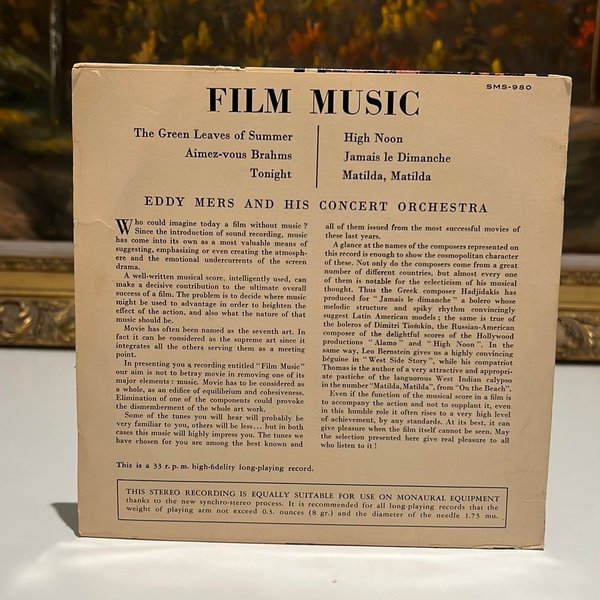 SMS-980
FILM MUSIC
The Green Leaves of Summer
Aimez-vous Brahms
Tonight
High Noon
Jamais le Dimanche
Matilda, Matilda
EDDY MERS AND HIS CONCERT ORCHESTRA
Who could imagine today a film without music?
Since the introduction of sound recording, music
has come into its own as a most valuable means of
suggesting, emphasizing or even creating the atmosph-
ere and the emotional undercurrents of the screen
drama.
A well-written musical score, intelligently used, can
make a decisive contribution to the ultimate overall
success of a film. The problem is to decide where music
might be used to advantage in order to heighten the
effect of the action, and also what the nature of that
music should be.
Movie has often been named as the seventh art. In
fact it can be considered as the supreme art since it
integrates all the others serving them as a meeting
point.
In presenting you a recording entitled "Film Music"
our aim is not to betray movie in removing one of its
major elements: music. Movie has to be considered as
a whole, as an edifice of equilibrium and cohesiveness.
Elimination of one of the components could provoke
the dismemberment of the whole art work.
Some of the tunes you will hear will probably be
very familiar to you, others will be less... but in both
cases this music will highly impress you. The tunes we
have chosen for you are among the best known and
all of them issued from the most successful movies of
these last years.
A glance at the names of the composers represented on
this record is enough to show the cosmopolitan character
of these. Not only do the composers come from a great
number of different countries, but almost every one
of them is notable for the eclecticism of his musical
thought. Thus the Greek composer Hadjidakis has
produced for "Jamais le dimanche" a bolero whose
melodic structure and spiky rhythm convincingly
suggest Latin American models; the same is true of
the boleros of Dimitri Tiomkin, the Russian-American
composer of the delightful scores of the Hollywood
productions "Alamo" and "High Noon". In the
same way, Leo Bernstein gives us a highly convincing
béguine in "West Side Story", while his compatriot
Thomas is the author of a very attractive and appropri-
ate pastiche of the languorous West Indian calypso
in the number "Matilda, Matilda", from "On the Beach".
Even if the function of the musical score in a film is
to accompany the action and not to supplant it, even
in this humble role it often rises to a very high level
of achievement, by any standards. At its best, it can
give pleasure when the film itself cannot be seen. May
the selection presented here give real pleasure to all
who listen to it!
This is a 33 r.p.m. high-fidelity long-playing record.
THIS STEREO RECORDING IS EQUALLY SUITABLE FOR USE ON MONAURAL EQUIPMENT
thanks to the new synchro-stereo process. It is recommended for all long-playing records that the
weight of playing arm not exceed 0.3. ounces (8 gr.) and the diameter of the needle 1.75 mu.